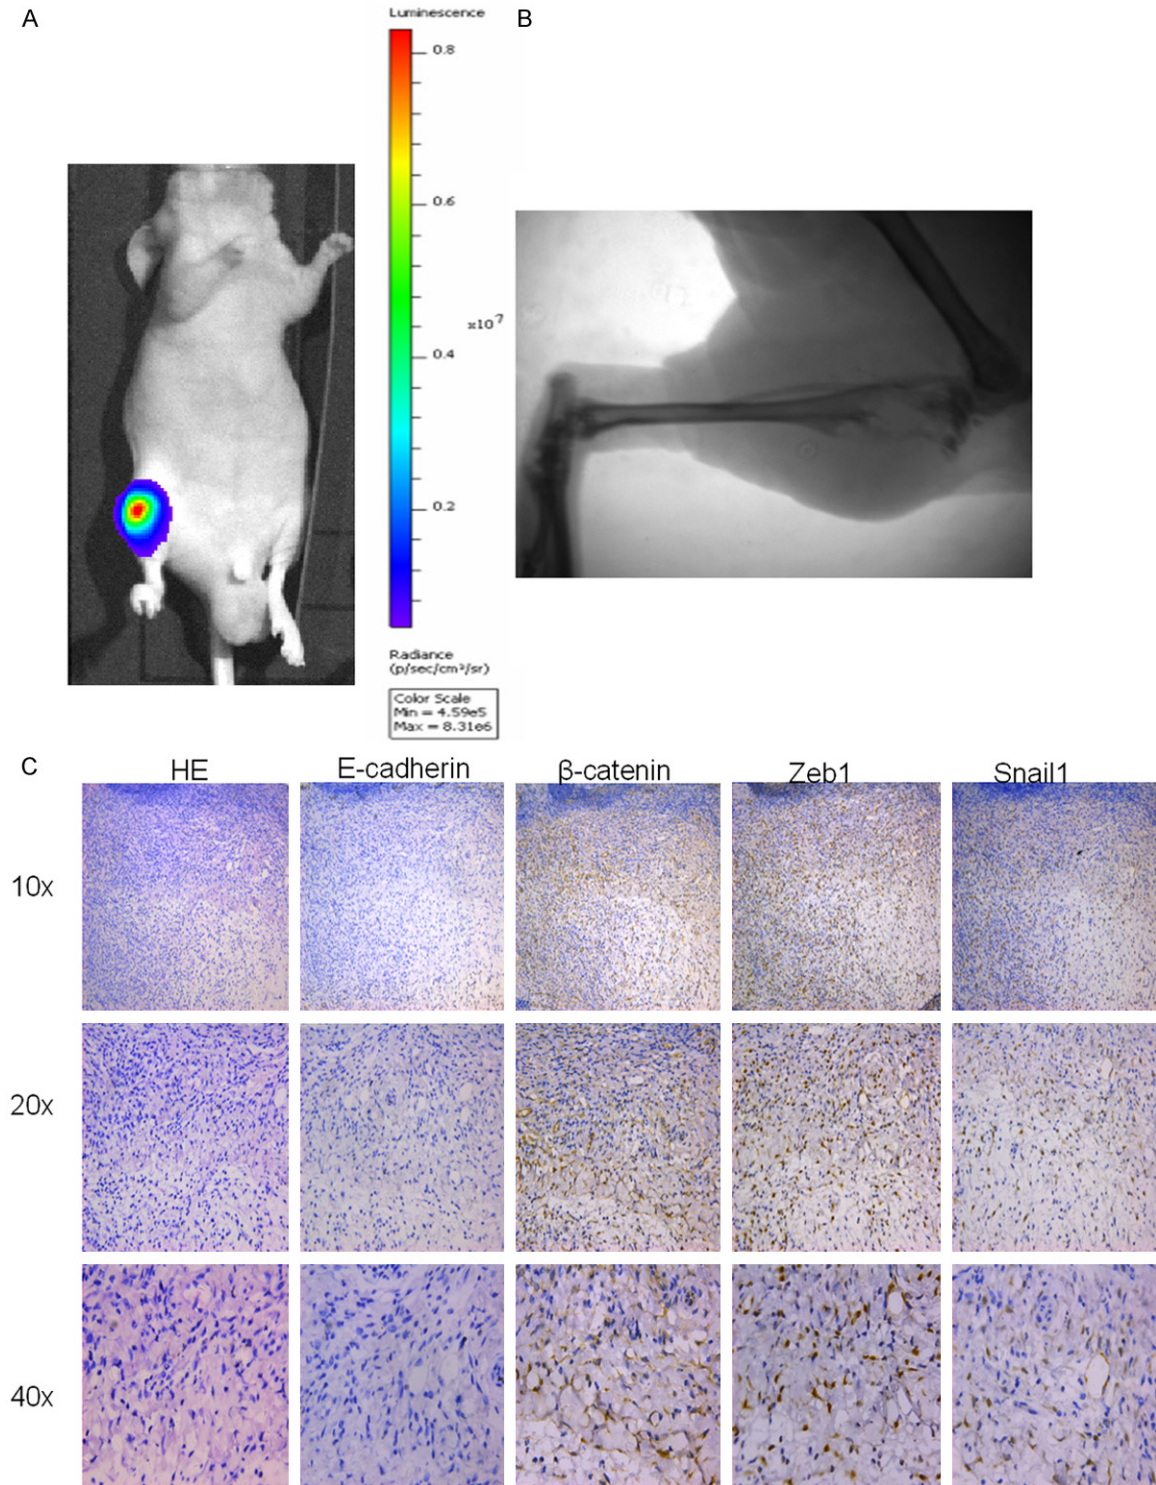 A
Luminescence
B
0.8
0.6
x10⁷
0.4
0.2
Radiance
(p/sec/cm²/sr)
Color Scale
Min = 4.59e5
Max = 8.31e6
C
HE
E-cadherin
β-catenin
Zeb1
Snail1
10x
20x
40x